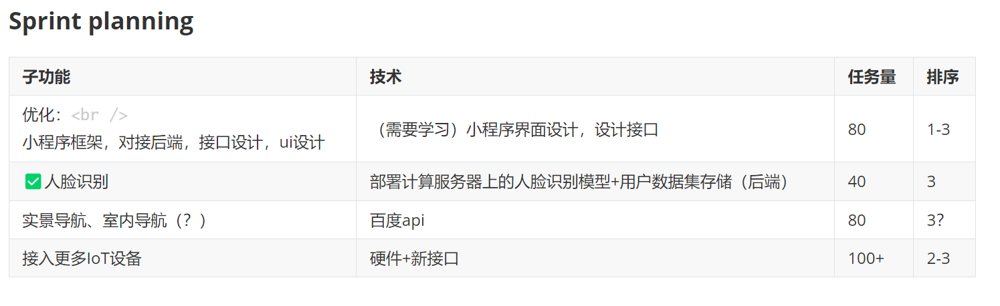 Sprint planning
子功能 技术 任务量 排序
优化：<br />
小程序框架，对接后端，接口设计，ui设计 （需要学习）小程序界面设计，设计接口 80 1-3
✅人脸识别 部署计算服务器上的人脸识别模型+用户数据集存储（后端） 40 3
实景导航、室内导航（？） 百度api 80 3？
接入更多IoT设备 硬件+新接口 100+ 2-3